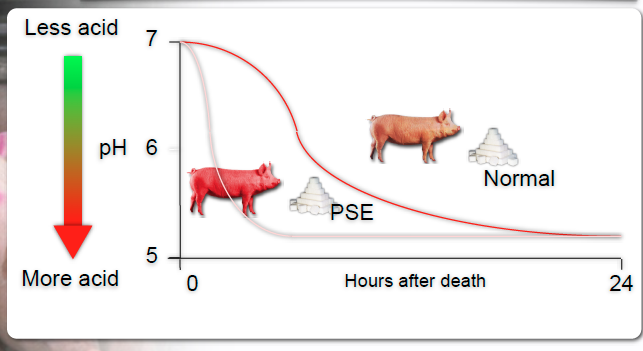 Less acid
7
pH
6
PSE
Normal
5
More acid
0
Hours after death
24